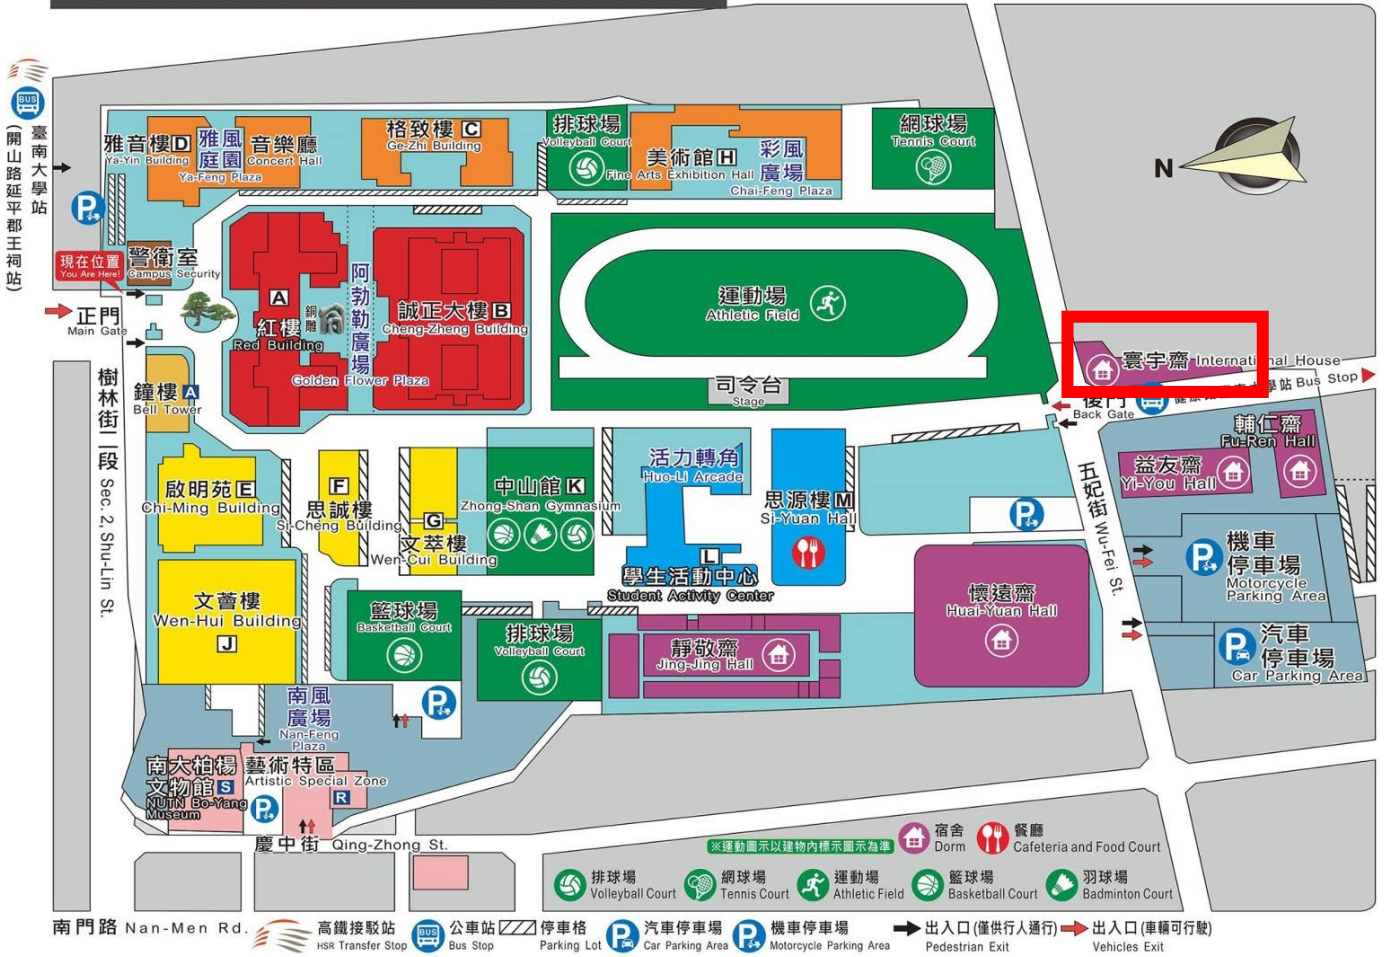 臺南大學站
(開山路延平郡王祠站)
BUS
雅音樓 D
Ya-Yin Building
雅風
庭園
Ya-Feng Plaza
音樂廳
Concert Hall
格致樓 C
Ge-Zhi Building
排球場
Volleyball Court
美術館 H
Fine Arts Exhibition Hall
彩風
廣場
Chai-Feng Plaza
網球場
Tennis Court
N
P
現在位置
You Are Here!
警衛室
Campus Security
正門
Main Gate
A
紅樓
Red Building
銅雕
阿勃勒廣場
Golden Flower Plaza
誠正大樓 B
Cheng-Zheng Building
運動場
Athletic Field
司令台
Stage
寰宇齋 International House
學站 Bus Stop
後門
Back Gate
鐘樓 A
Bell Tower
樹林街二段 Sec. 2, Shu-Lin St.
啟明苑 E
Chi-Ming Building
F
思誠樓
Si-Cheng Building
G
文萃樓
Wen-Cui Building
中山館 K
Zhong-Shan Gymnasium
活力轉角
Huo-Li Arcade
L
學生活動中心
Student Activity Center
思源樓 M
Si-Yuan Hall
P
五妃街 Wu-Fei St.
輔仁齋
Fu-Ren Hall
益友齋
Yi-You Hall
P
機車
停車場
Motorcycle
Parking Area
P
汽車
停車場
Car Parking Area
文薈樓
Wen-Hui Building
J
籃球場
Basketball Court
排球場
Volleyball Court
靜敬齋
Jing-Jing Hall
懷遠齋
Huai-Yuan Hall
P
南風
廣場
Nan-Feng
Plaza
南大柏楊
文物館 S
NUTN Bo-Yang
Museum
藝術特區
Artistic Special Zone
R
P
慶中街 Qing-Zhong St.
※運動圖示以建物內標示圖示為準
宿舍
Dorm
餐廳
Cafeteria and Food Court
排球場
Volleyball Court
網球場
Tennis Court
運動場
Athletic Field
籃球場
Basketball Court
羽球場
Badminton Court
南門路 Nan-Men Rd.
高鐵接駁站
HSR Transfer Stop
BUS
公車站
Bus Stop
停車格
Parking Lot
P
汽車停車場
Car Parking Area
P
機車停車場
Motorcycle Parking Area
出入口(僅供行人通行)
Pedestrian Exit
出入口(車輛可行駛)
Vehicles Exit